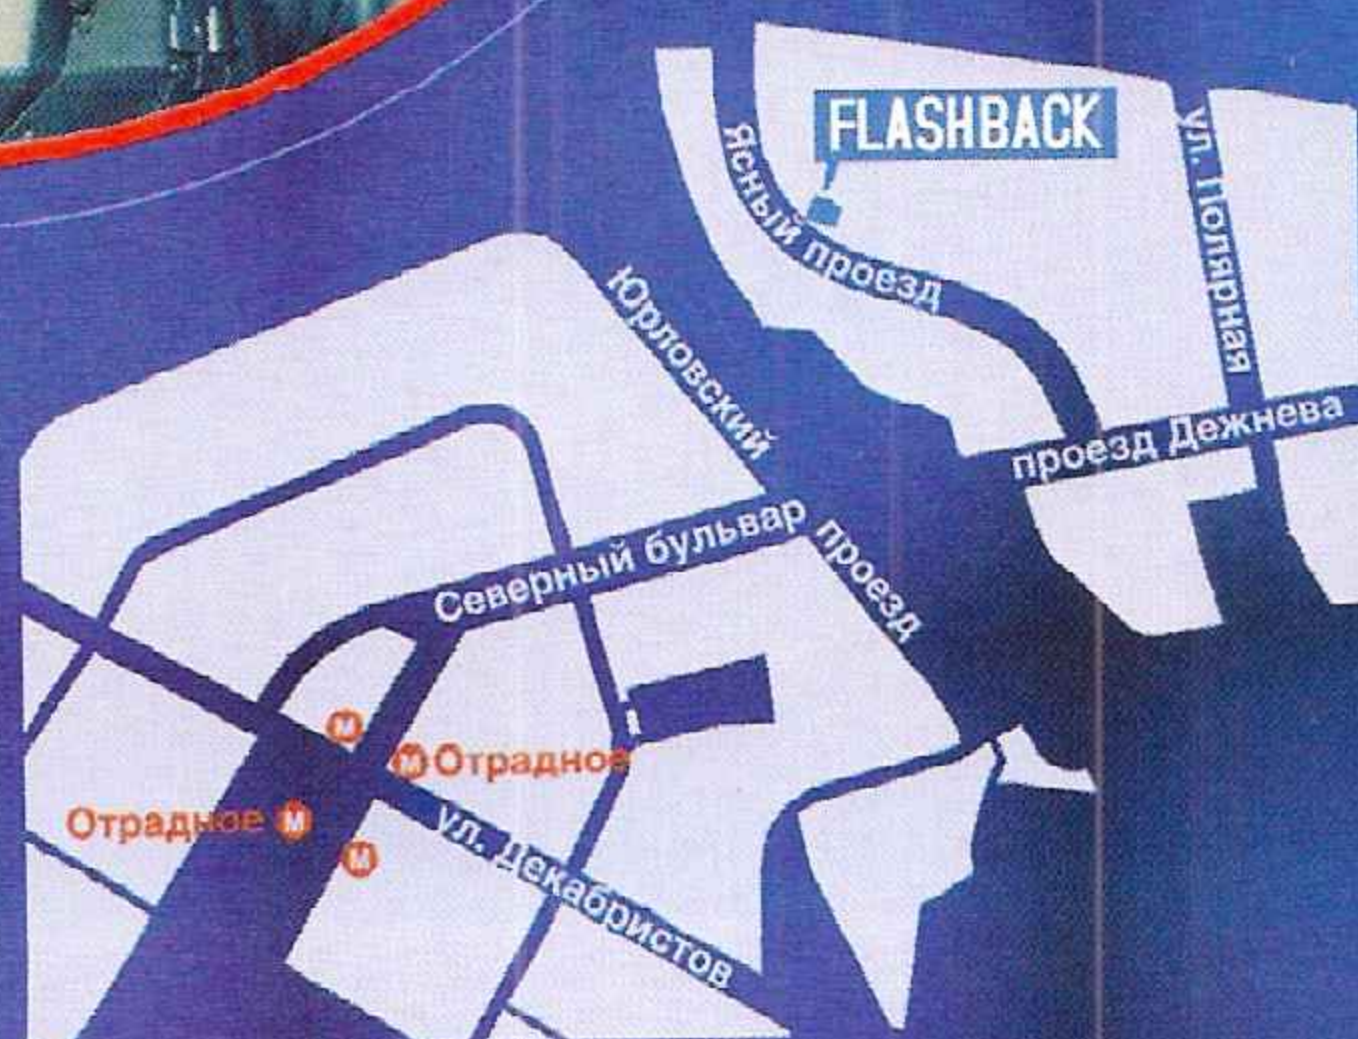 FLASHBACK
Ясный проезд
ул. Полярная
Юрловский проезд
проезд Дежнева
Северный бульвар
М
М Отрадное
Отрадное М
М
ул. Декабристов